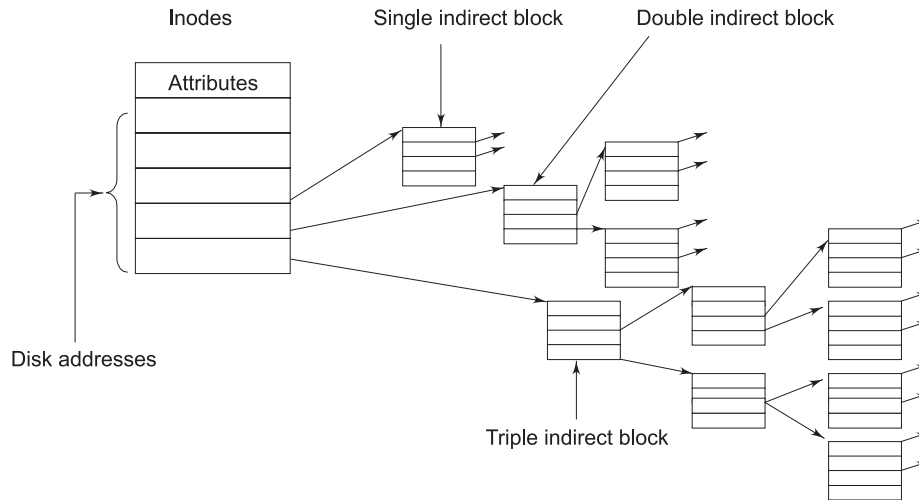 Inodes
Single indirect block
Double indirect block
Attributes
Disk addresses
Triple indirect block